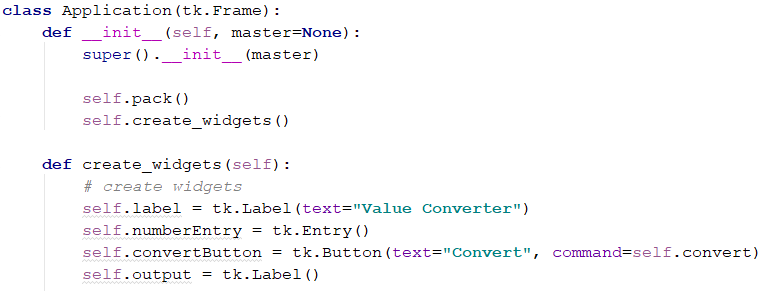 class Application(tk.Frame):
    def __init__(self, master=None):
        super().__init__(master)

        self.pack()
        self.create_widgets()

    def create_widgets(self):
        # create widgets
        self.label = tk.Label(text="Value Converter")
        self.numberEntry = tk.Entry()
        self.convertButton = tk.Button(text="Convert", command=self.convert)
        self.output = tk.Label()